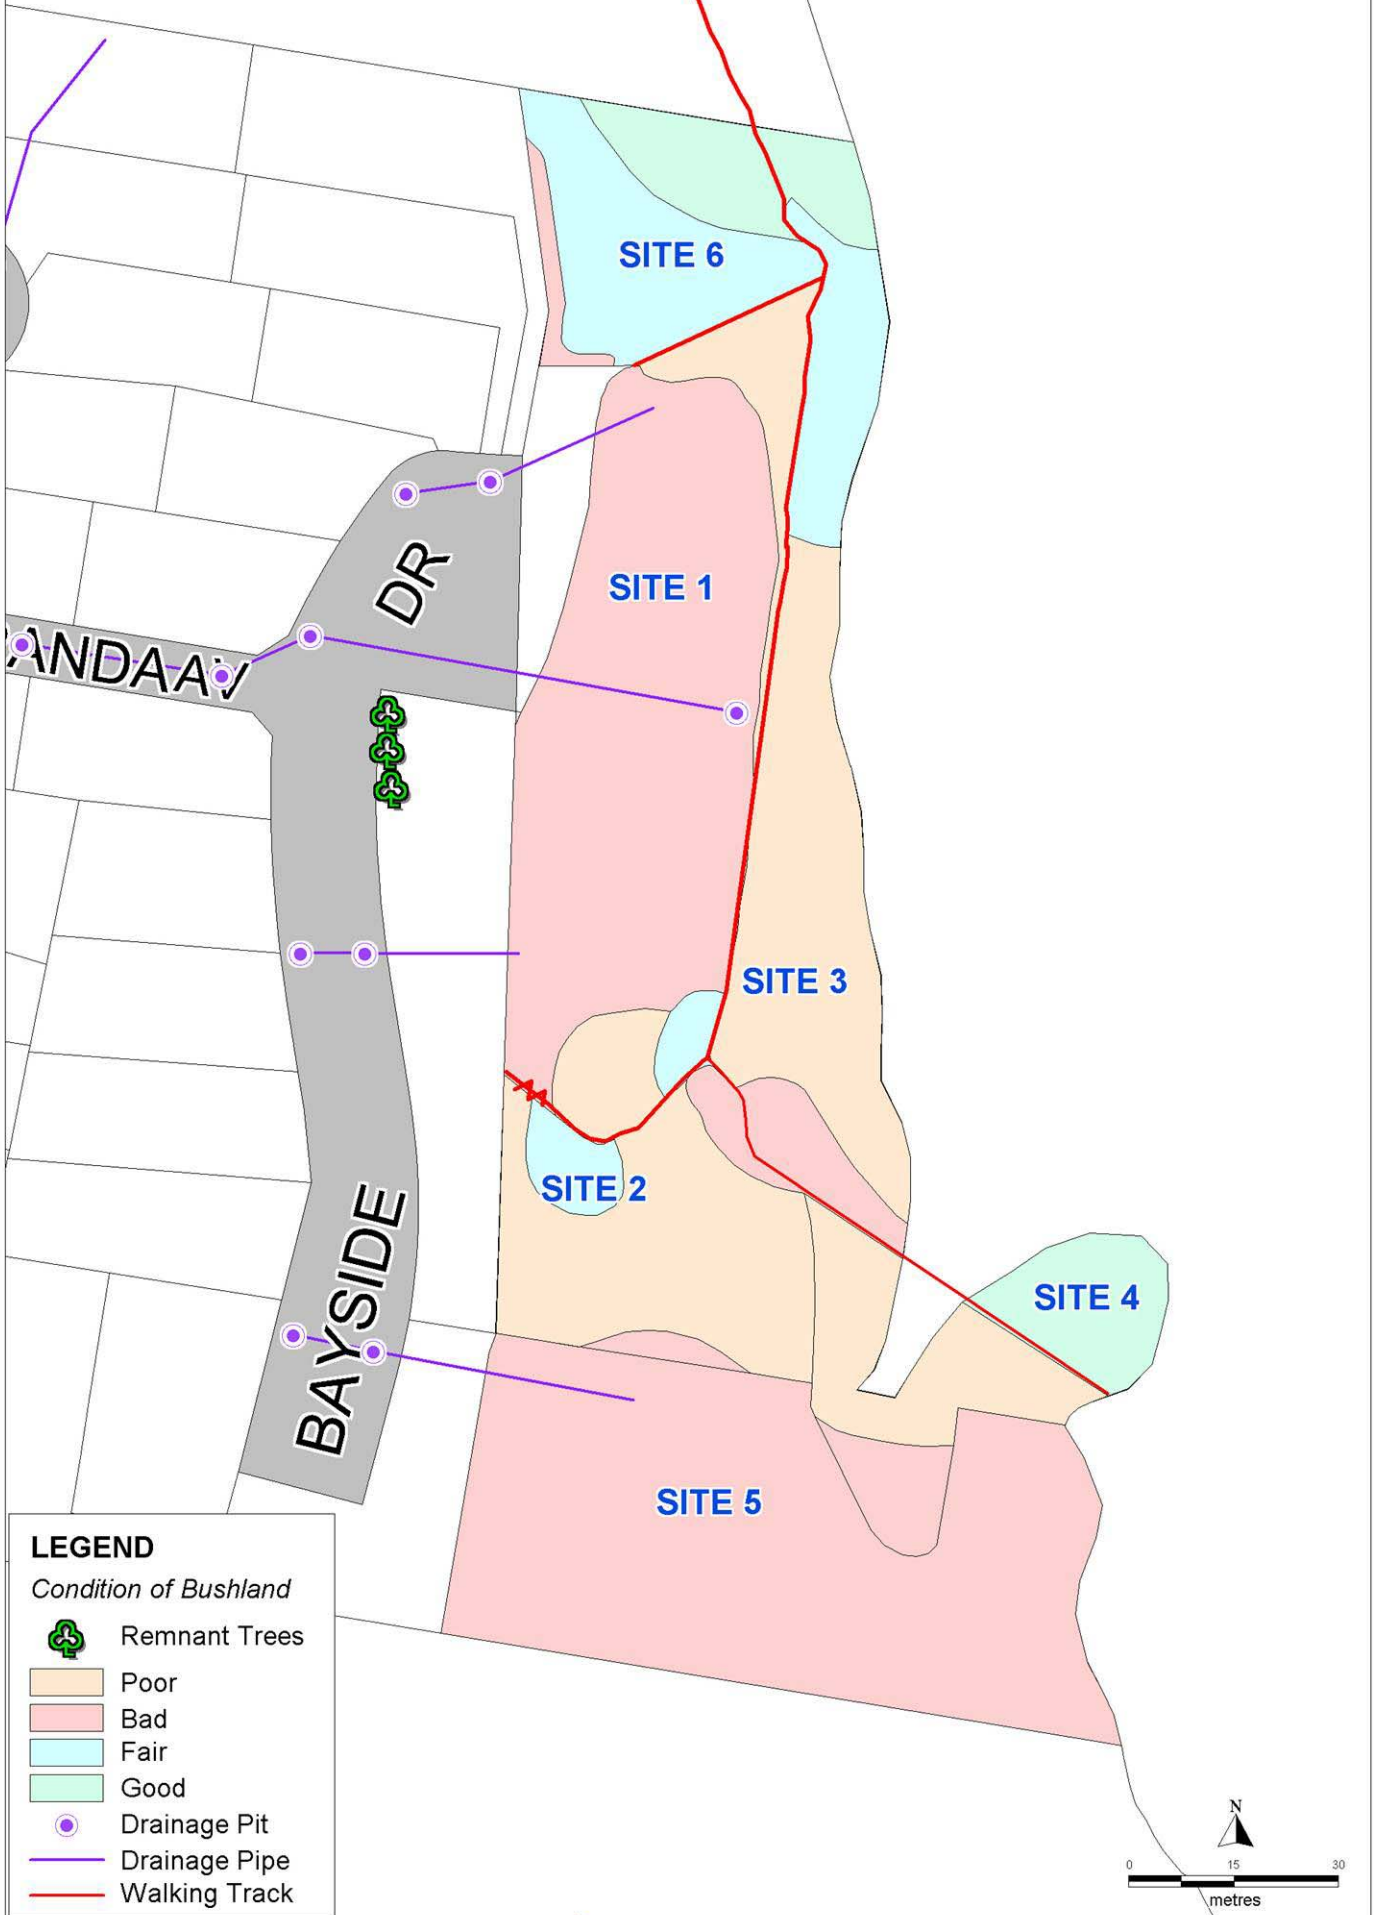 SITE 6
DR
SITE 1
ANDAAV
SITE 3
SITE 2
BAYSIDE
SITE 4
SITE 5
LEGEND
Condition of Bushland
Remnant Trees
Poor
Bad
Fair
Good
Drainage Pit
Drainage Pipe
Walking Track
N
0 15 30
metres